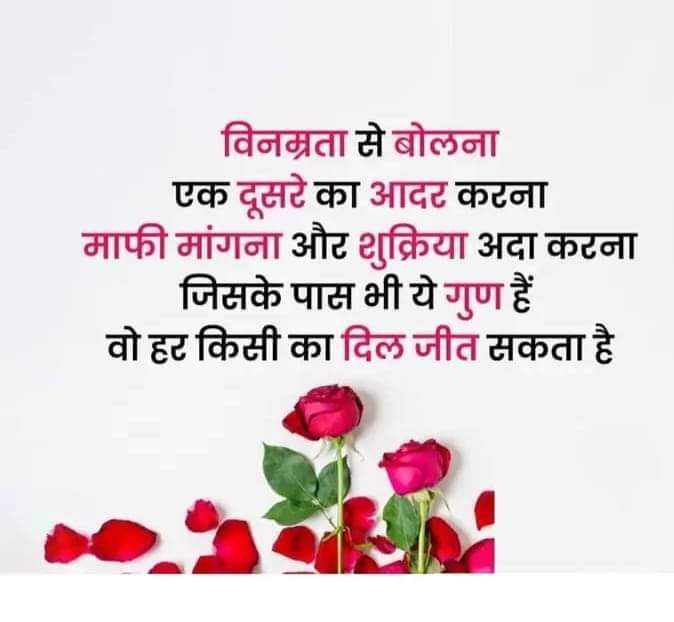 विनम्रता से बोलना
एक दूसरे का आदर करना
माफी मांगना और शुक्रिया अदा करना
जिसके पास भी ये गुण हैं
वो हर किसी का दिल जीत सकता है